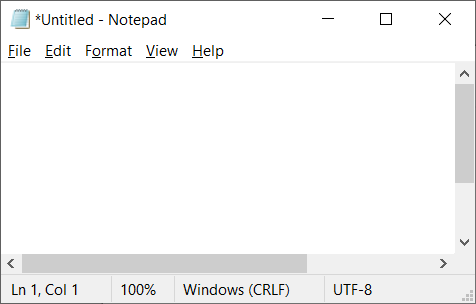 *Untitled - Notepad
File Edit Format View Help
Ln 1, Col 1 100% Windows (CRLF) UTF-8